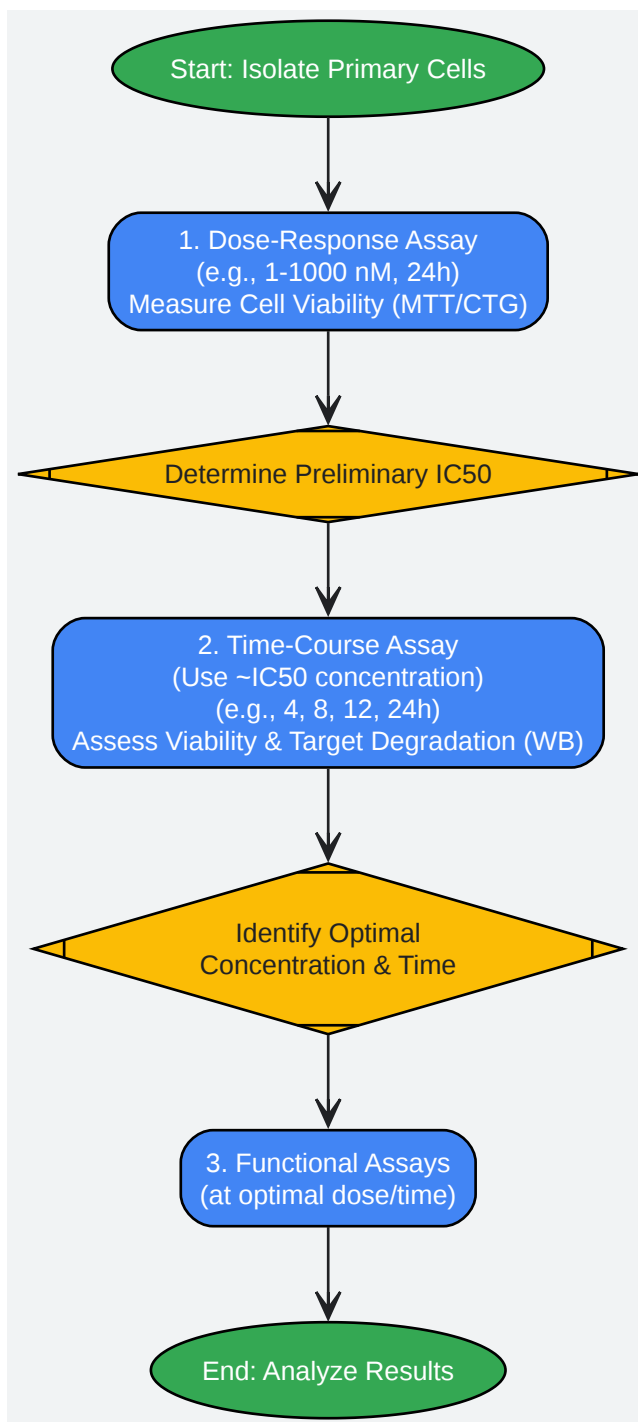 Start: Isolate Primary Cells
1. Dose-Response Assay
(e.g., 1-1000 nM, 24h)
Measure Cell Viability (MTT/CTG)
Determine Preliminary IC50
2. Time-Course Assay
(Use ~IC50 concentration)
(e.g., 4, 8, 12, 24h)
Assess Viability & Target Degradation (WB)
Identify Optimal
Concentration & Time
3. Functional Assays
(at optimal dose/time)
End: Analyze Results